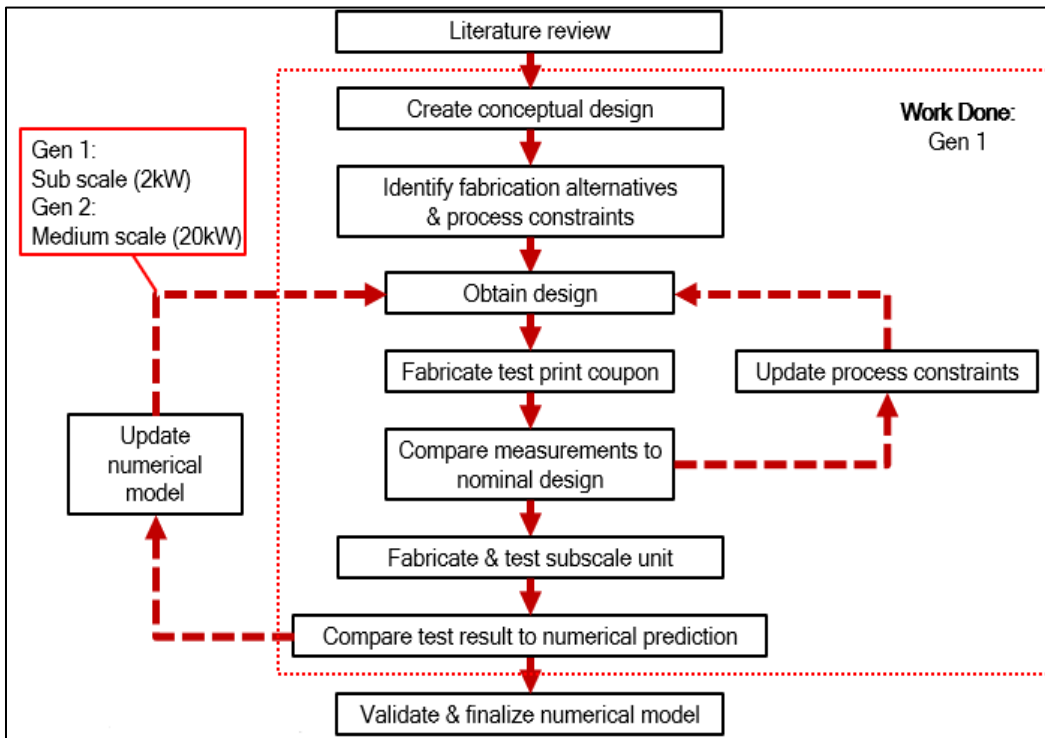 Literature review
Create conceptual design
Work Done:
Gen 1
Gen 1:
Sub scale (2kW)
Gen 2:
Medium scale (20kW)
Identify fabrication alternatives
& process constraints
Obtain design
Fabricate test print coupon
Update process constraints
Update
numerical
model
Compare measurements to
nominal design
Fabricate & test subscale unit
Compare test result to numerical prediction
Validate & finalize numerical model